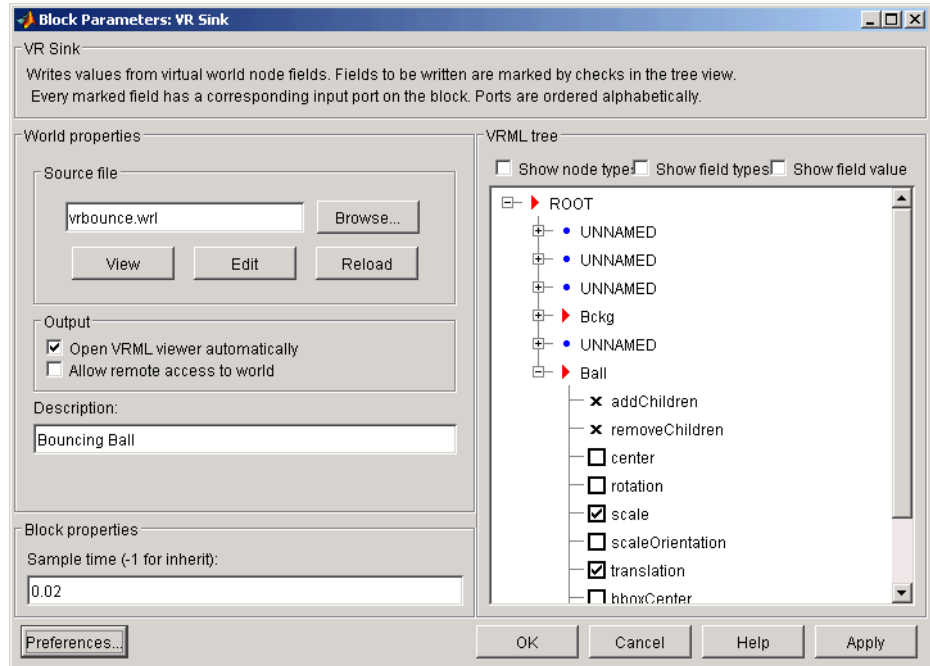 Block Parameters: VR Sink
VR Sink
Writes values from virtual world node fields. Fields to be written are marked by checks in the tree view.
Every marked field has a corresponding input port on the block. Ports are ordered alphabetically.
World properties
Source file
vrbounce.wrl
Browse...
View
Edit
Reload
Output
Open VRML viewer automatically
Allow remote access to world
Description:
Bouncing Ball
Block properties
Sample time (-1 for inherit):
0.02
VRML tree
Show node types
Show field types
Show field value
ROOT
UNNAMED
UNNAMED
UNNAMED
Bckg
UNNAMED
Ball
addChildren
removeChildren
center
rotation
scale
scaleOrientation
translation
bboxCenter
Preferences...
OK
Cancel
Help
Apply